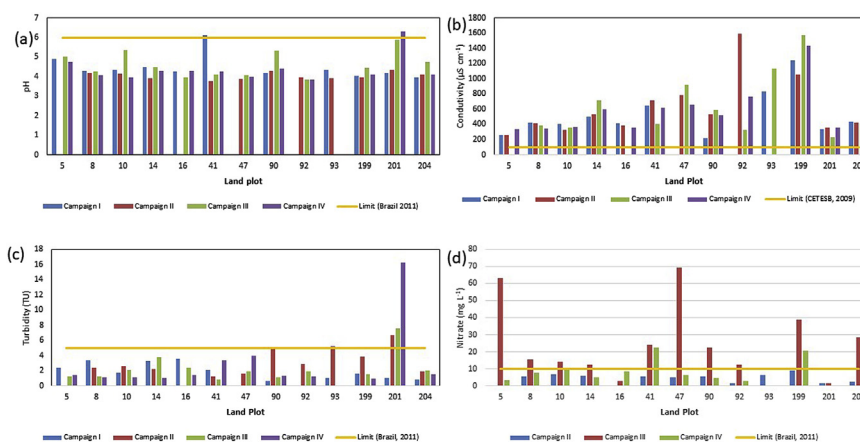 (a)
7
6
5
4
3
2
1
0
pH
5 8 10 14 16 41 47 90 92 93 199 201 204
Land plot
Campaign I Campaign II Campaign III Campaign IV Limit (Brazil 2011)
(b)
1800
1600
1400
1200
1000
800
600
400
200
0
Condutivity (µS cm⁻¹)
5 8 10 14 16 41 47 90 92 93 199 201 20
Land Plot
Campaign I Campaign II Campaign III Campaign IV Limit (CETESB, 2009)
(c)
18
16
14
12
10
8
6
4
2
0
Turbidity (TU)
5 8 10 14 16 41 47 90 92 93 199 201 204
Land Plot
Campaign I Campaign II Campaign III Campaign IV Limit (Brazil, 2011)
(d)
80
70
60
50
40
30
20
10
0
Nitrate (mg L⁻¹)
5 8 10 14 16 41 47 90 92 93 199 201 20
Land Plot
Campaign II Campaign III Campaign IV Limit (Brazil, 2011)